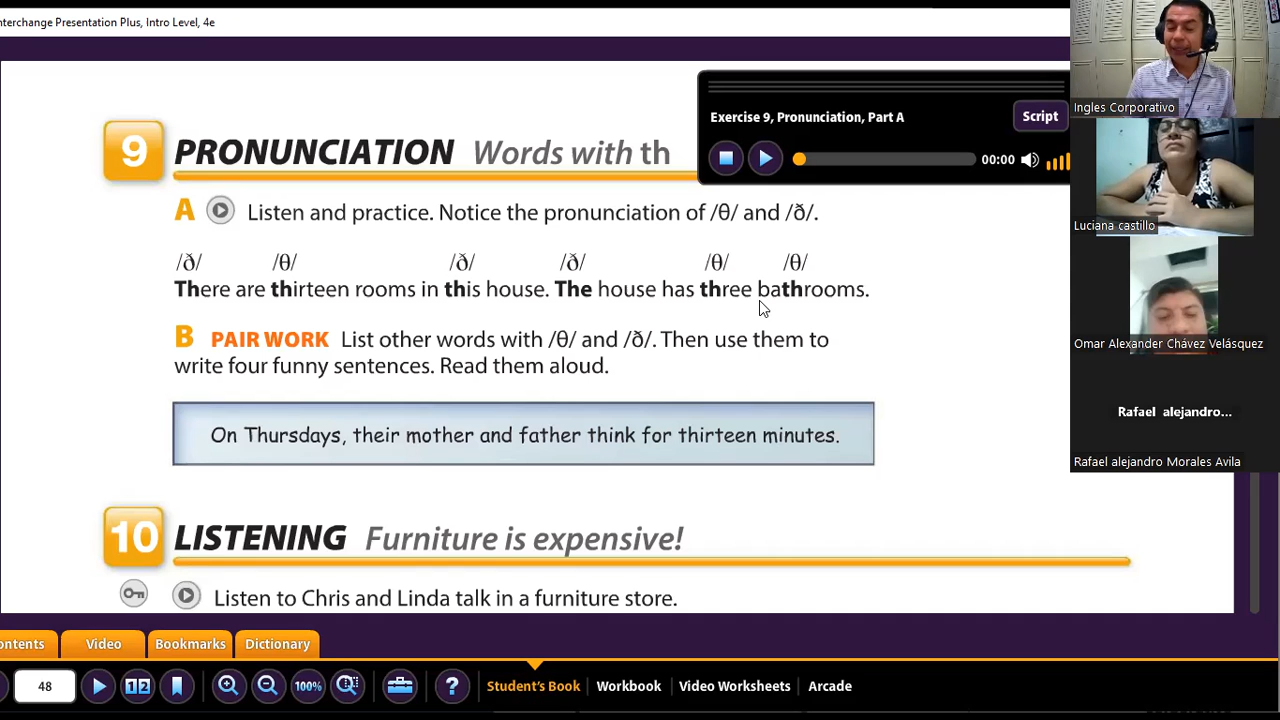 nterchange Presentation Plus, Intro Level, 4e
9 PRONUNCIATION Words with th
A Listen and practice. Notice the pronunciation of /θ/ and /ð/.
/ð/ /θ/ /ð/ /ð/ /θ/ /θ/
There are thirteen rooms in this house. The house has three bathrooms.
B PAIR WORK List other words with /θ/ and /ð/. Then use them to
write four funny sentences. Read them aloud.
On Thursdays, their mother and father think for thirteen minutes.
10 LISTENING Furniture is expensive!
Listen to Chris and Linda talk in a furniture store.
Exercise 9, Pronunciation, Part A
Script
00:00
Ingles Corporativo
Luciana castillo
Omar Alexander Chávez Velásquez
Rafael alejandro...
Rafael alejandro Morales Avila
ontents Video Bookmarks Dictionary
48 1 2 100% ? Student's Book Workbook Video Worksheets Arcade